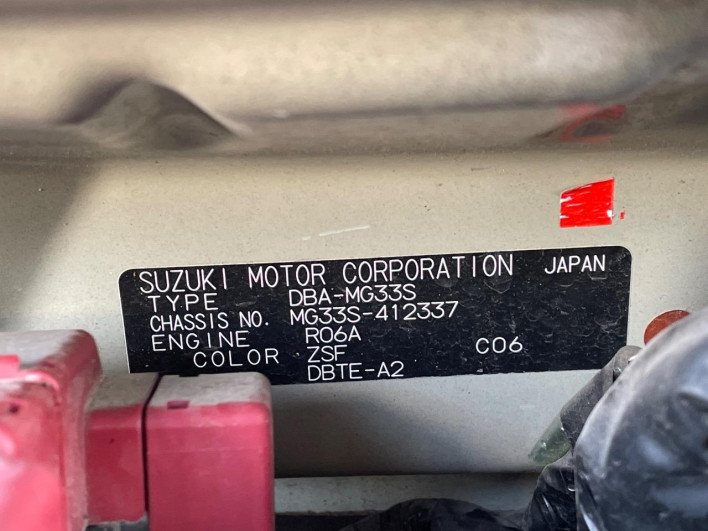 SUZUKI MOTOR CORPORATION JAPAN
TYPE DBA-MG33S
CHASSIS NO. MG33S-412337
ENGINE R06A
COLOR ZSF C06
DBTE-A2